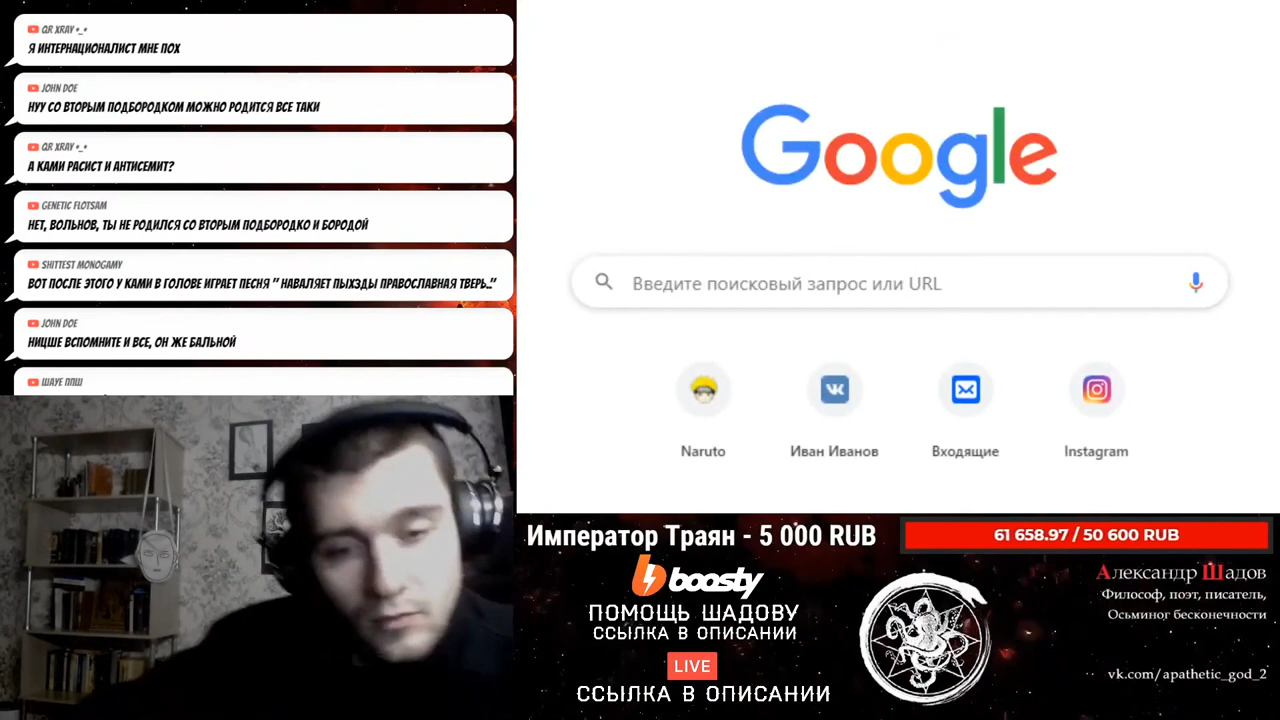 QR XRAY •_•
Я ИНТЕРНАЦИОНАЛИСТ МНЕ ПОХ
JOHN DOE
НУУ СО ВТОРЫМ ПОДБОРОДКОМ МОЖНО РОДИТСЯ ВСЕ ТАКИ
QR XRAY •_•
А КАМИ РАСИСТ И АНТИСЕМИТ?
GENETIC FLOTSAM
НЕТ, ВОЛЬНОВ, ТЫ НЕ РОДИЛСЯ СО ВТОРЫМ ПОДБОРОДКО И БОРОДОЙ
SHITTEST MONOGAMY
ВОТ ПОСЛЕ ЭТОГО У КАМИ В ГОЛОВЕ ИГРАЕТ ПЕСНЯ " НАВАЛЯЕТ ПЫХЗДЫ ПРАВОСЛАВНАЯ ТВЕРЬ.."
JOHN DOE
НИЦШЕ ВСПОМНИТЕ И ВСЕ, ОН ЖЕ БАЛЬНОЙ
ШАУЕ ППШ
Google
Введите поисковый запрос или URL
Naruto
Иван Иванов
Входящие
Instagram
Император Траян - 5 000 RUB
61 658.97 / 50 600 RUB
boosty
ПОМОЩЬ ШАДОВУ
ССЫЛКА В ОПИСАНИИ
LIVE
ССЫЛКА В ОПИСАНИИ
Александр Шадов
Философ, поэт, писатель,
Осьминог бесконечности
vk.com/apathetic_god_2